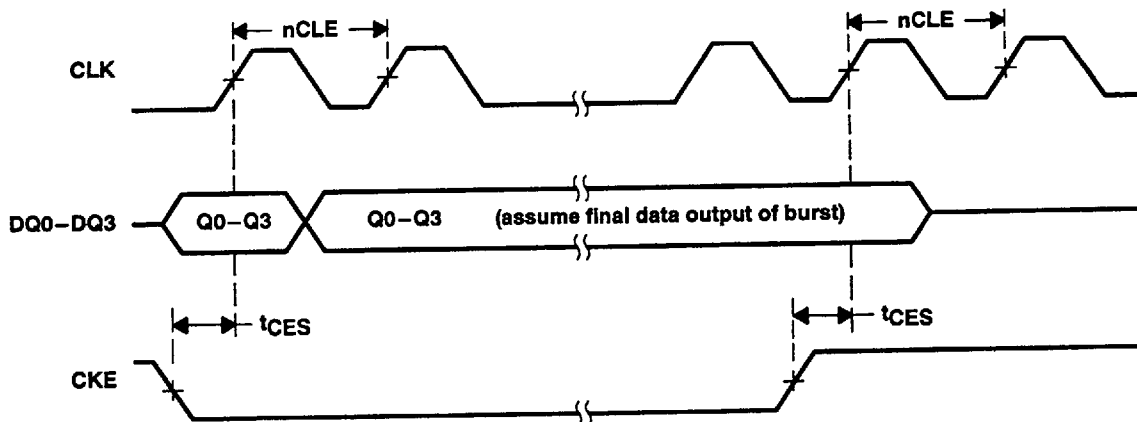 nCLE
nCLE
CLK
DQ0–DQ3
Q0–Q3
Q0–Q3
(assume final data output of burst)
tCES
tCES
CKE